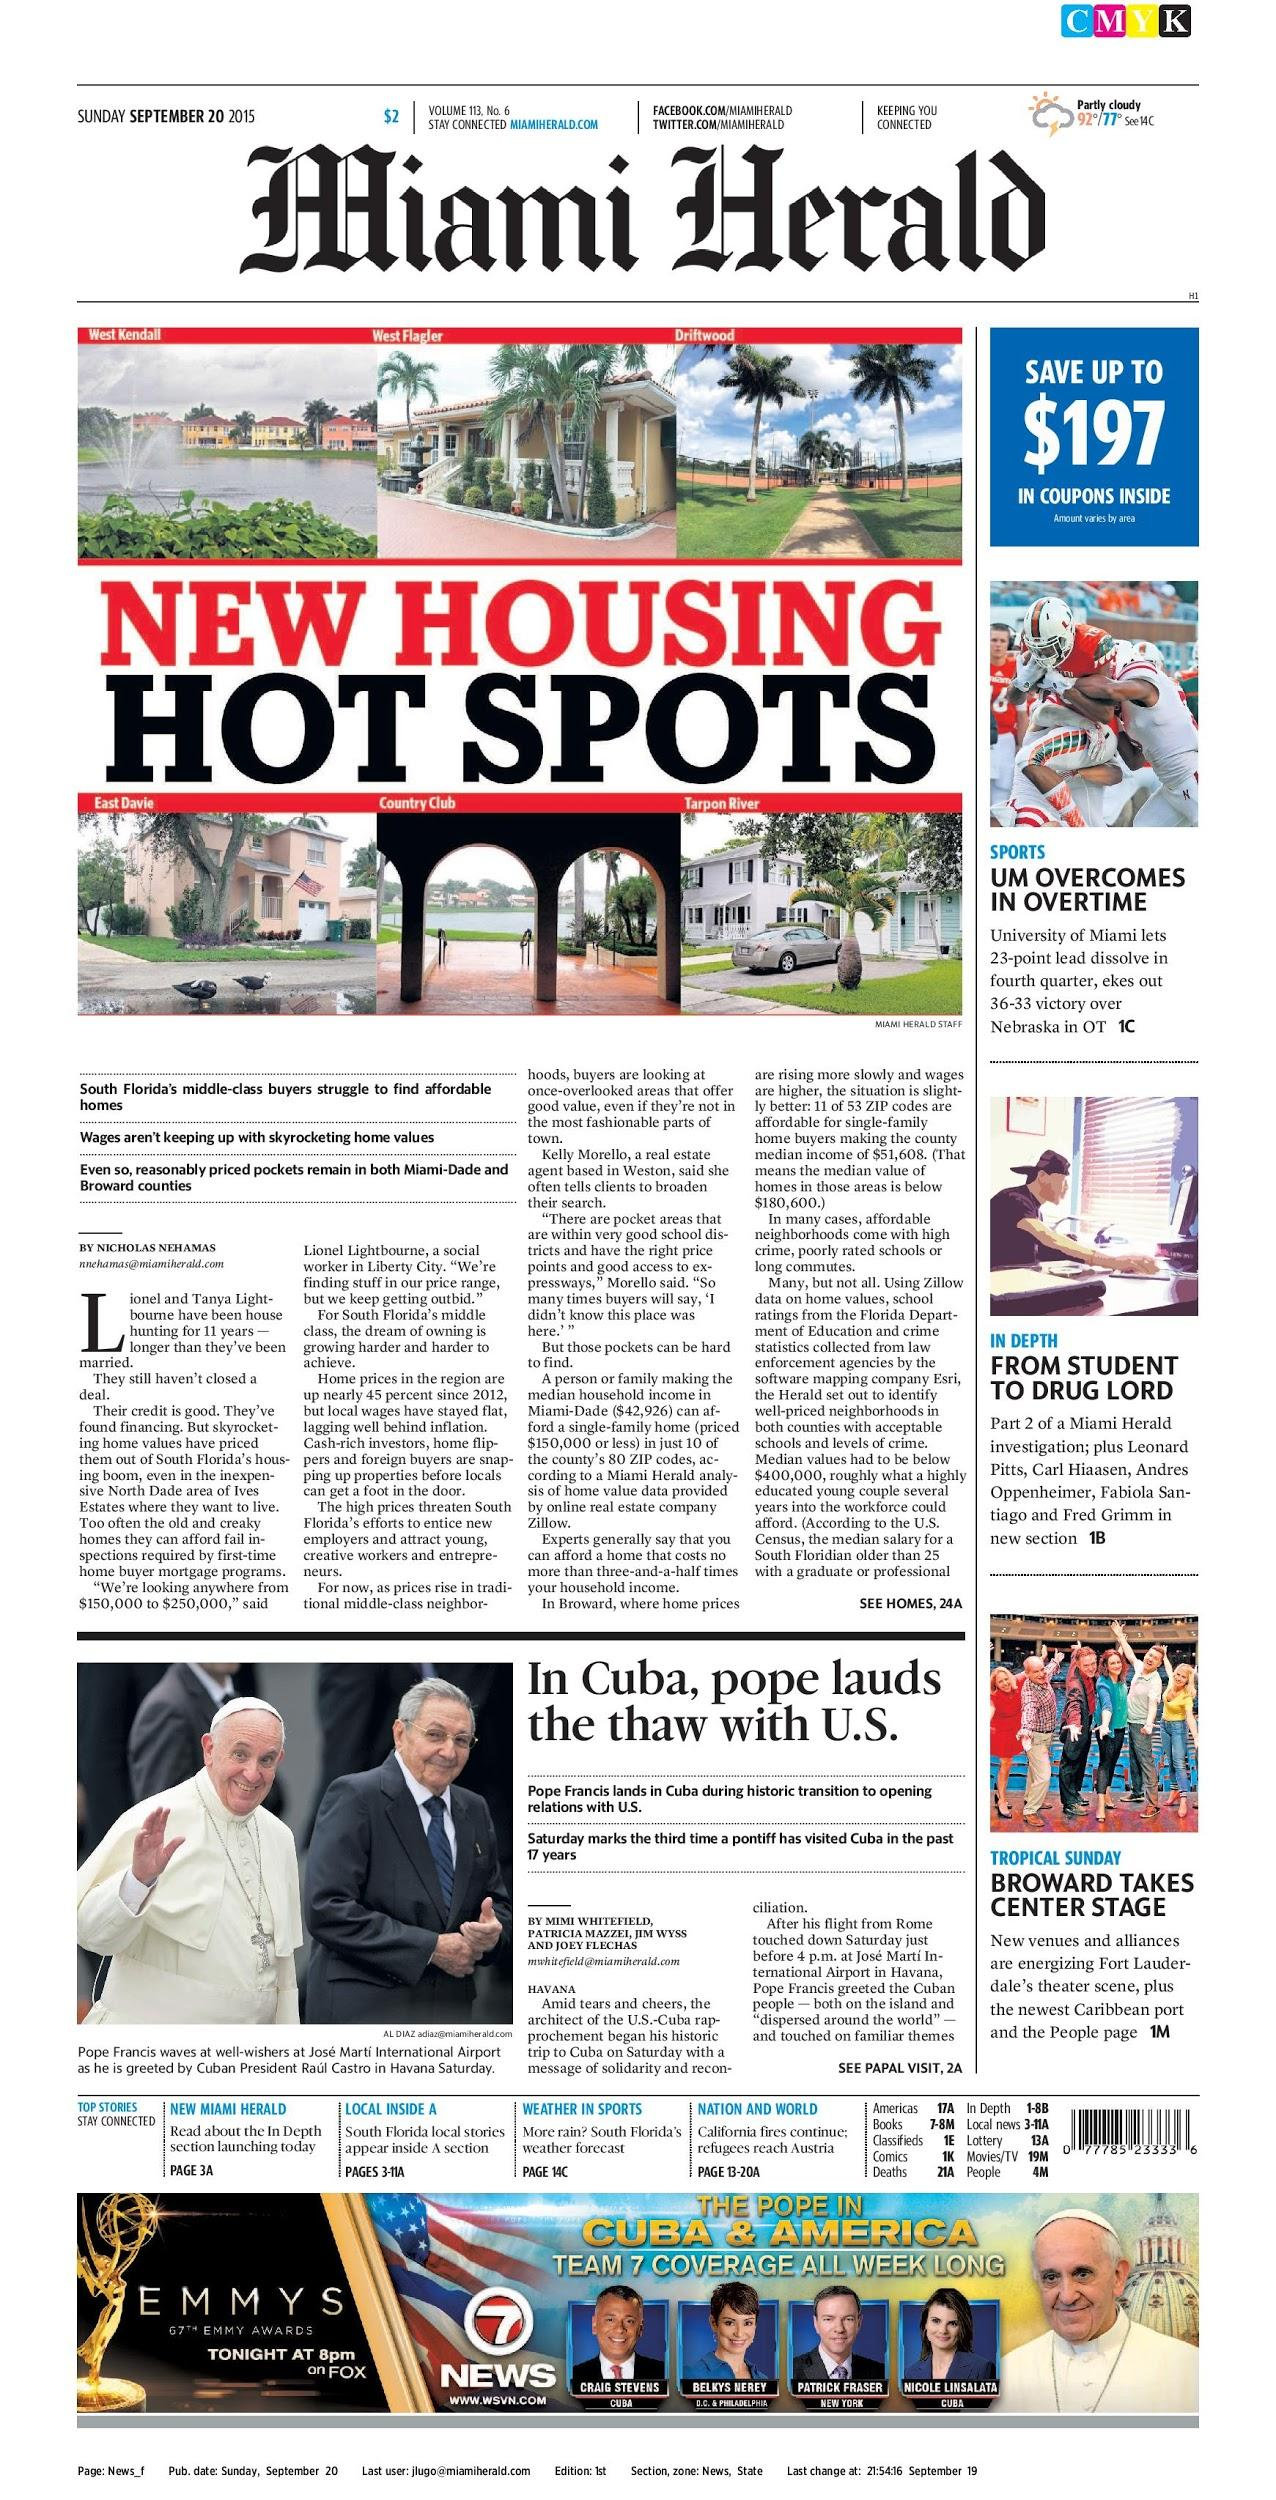 CMYK
SUNDAY SEPTEMBER 20 2015
$2
VOLUME 113, No. 6
STAY CONNECTED MIAMIHERALD.COM
FACEBOOK.COM/MIAMIHERALD
TWITTER.COM/MIAMIHERALD
KEEPING YOU
CONNECTED
Partly cloudy
92°/77° See 14C
Miami Herald
H1
West Kendall
West Flagler
Driftwood
NEW HOUSING
HOT SPOTS
East Davie
Country Club
Tarpon River
MIAMI HERALD STAFF
South Florida's middle-class buyers struggle to find affordable
homes
Wages aren't keeping up with skyrocketing home values
Even so, reasonably priced pockets remain in both Miami-Dade and
Broward counties
BY NICHOLAS NEHAMAS
nnehamas@miamiherald.com
Lionel and Tanya Light-
bourne have been house
hunting for 11 years —
longer than they've been
married.
They still haven't closed a
deal.
Their credit is good. They've
found financing. But skyrocket-
ing home values have priced
them out of South Florida's hous-
ing boom, even in the inexpen-
sive North Dade area of Ives
Estates where they want to live.
Too often the old and creaky
homes they can afford fail in-
spections required by first-time
home buyer mortgage programs.
“We're looking anywhere from
$150,000 to $250,000,” said
Lionel Lightbourne, a social
worker in Liberty City. “We're
finding stuff in our price range,
but we keep getting outbid.”
For South Florida's middle
class, the dream of owning is
growing harder and harder to
achieve.
Home prices in the region are
up nearly 45 percent since 2012,
but local wages have stayed flat,
lagging well behind inflation.
Cash-rich investors, home flip-
pers and foreign buyers are snap-
ping up properties before locals
can get a foot in the door.
The high prices threaten South
Florida's efforts to entice new
employers and attract young,
creative workers and entrepre-
neurs.
For now, as prices rise in tradi-
tional middle-class neighbor-
hoods, buyers are looking at
once-overlooked areas that offer
good value, even if they're not in
the most fashionable parts of
town.
Kelly Morello, a real estate
agent based in Weston, said she
often tells clients to broaden
their search.
“There are pocket areas that
are within very good school dis-
tricts and have the right price
points and good access to ex-
pressways,” Morello said. “So
many times buyers will say, ‘I
didn't know this place was
here.’ ”
But those pockets can be hard
to find.
A person or family making the
median household income in
Miami-Dade ($42,926) can af-
ford a single-family home (priced
$150,000 or less) in just 10 of
the county's 80 ZIP codes, ac-
cording to a Miami Herald analy-
sis of home value data provided
by online real estate company
Zillow.
Experts generally say that you
can afford a home that costs no
more than three-and-a-half times
your household income.
In Broward, where home prices
are rising more slowly and wages
are higher, the situation is slight-
ly better: 11 of 53 ZIP codes are
affordable for single-family
home buyers making the county
median income of $51,608. (That
means the median value of
homes in those areas is below
$180,600.)
In many cases, affordable
neighborhoods come with high
crime, poorly rated schools or
long commutes.
Many, but not all. Using Zillow
data on home values, school
ratings from the Florida Depart-
ment of Education and crime
statistics collected from law
enforcement agencies by the
software mapping company Esri,
the Herald set out to identify
well-priced neighborhoods in
both counties with acceptable
schools and levels of crime.
Median values had to be below
$400,000, roughly what a highly
educated young couple several
years into the workforce could
afford. (According to the U.S.
Census, the median salary for a
South Floridian older than 25
with a graduate or professional
SEE HOMES, 24A
SAVE UP TO
$197
IN COUPONS INSIDE
Amount varies by area
SPORTS
UM OVERCOMES
IN OVERTIME
University of Miami lets
23-point lead dissolve in
fourth quarter, ekes out
36-33 victory over
Nebraska in OT 1C
IN DEPTH
FROM STUDENT
TO DRUG LORD
Part 2 of a Miami Herald
investigation; plus Leonard
Pitts, Carl Hiaasen, Andres
Oppenheimer, Fabiola San-
tiago and Fred Grimm in
new section 1B
TROPICAL SUNDAY
BROWARD TAKES
CENTER STAGE
New venues and alliances
are energizing Fort Lauder-
dale's theater scene, plus
the newest Caribbean port
and the People page 1M
AL DIAZ adiaz@miamiherald.com
Pope Francis waves at well-wishers at José Martí International Airport
as he is greeted by Cuban President Raúl Castro in Havana Saturday.
In Cuba, pope lauds
the thaw with U.S.
Pope Francis lands in Cuba during historic transition to opening
relations with U.S.
Saturday marks the third time a pontiff has visited Cuba in the past
17 years
BY MIMI WHITEFIELD,
PATRICIA MAZZEI, JIM WYSS
AND JOEY FLECHAS
mwhitefield@miamiherald.com
HAVANA
Amid tears and cheers, the
architect of the U.S.-Cuba rap-
prochement began his historic
trip to Cuba on Saturday with a
message of solidarity and recon-
ciliation.
After his flight from Rome
touched down Saturday just
before 4 p.m. at José Martí In-
ternational Airport in Havana,
Pope Francis greeted the Cuban
people — both on the island and
“dispersed around the world” —
and touched on familiar themes
SEE PAPAL VISIT, 2A
TOP STORIES
STAY CONNECTED
NEW MIAMI HERALD
Read about the In Depth
section launching today
PAGE 3A
LOCAL INSIDE A
South Florida local stories
appear inside A section
PAGES 3-11A
WEATHER IN SPORTS
More rain? South Florida's
weather forecast
PAGE 14C
NATION AND WORLD
California fires continue;
refugees reach Austria
PAGE 13-20A
Americas 17A
Books 7-8M
Classifieds 1E
Comics 1K
Deaths 21A
In Depth 1-8B
Local news 3-11A
Lottery 13A
Movies/TV 19M
People 4M
0 77785 23333 6
EMMYS
67TH EMMY AWARDS
TONIGHT AT 8pm
on FOX
7
NEWS
WWW.WSVN.COM
THE POPE IN
CUBA & AMERICA
TEAM 7 COVERAGE ALL WEEK LONG
CRAIG STEVENS
CUBA
BELKYS NEREY
D.C. & PHILADELPHIA
PATRICK FRASER
NEW YORK
NICOLE LINSALATA
CUBA
Page: News_f Pub. date: Sunday, September 20 Last user: jlugo@miamiherald.com Edition: 1st Section, zone: News, State Last change at: 21:54:16 September 19